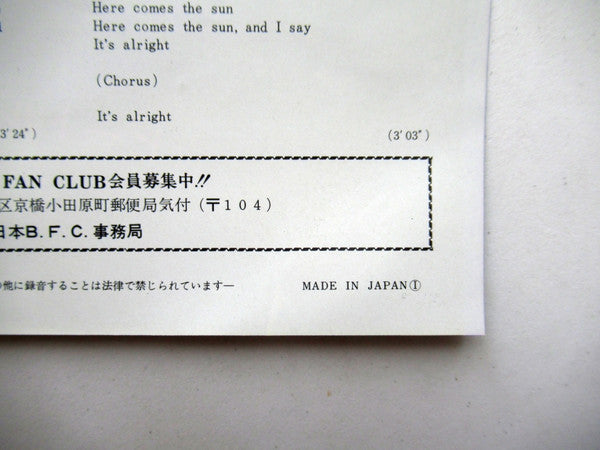 Here comes the sun
Here comes the sun, and I say
It's alright
(Chorus)
It's alright
3′24″)
(3′03″)
FAN CLUB会員募集中!!
区京橋小田原町郵便局気付(〒104)
日本B.F.C.事務局
の他に録音することは法律で禁じられています—
MADE IN JAPANⒾ